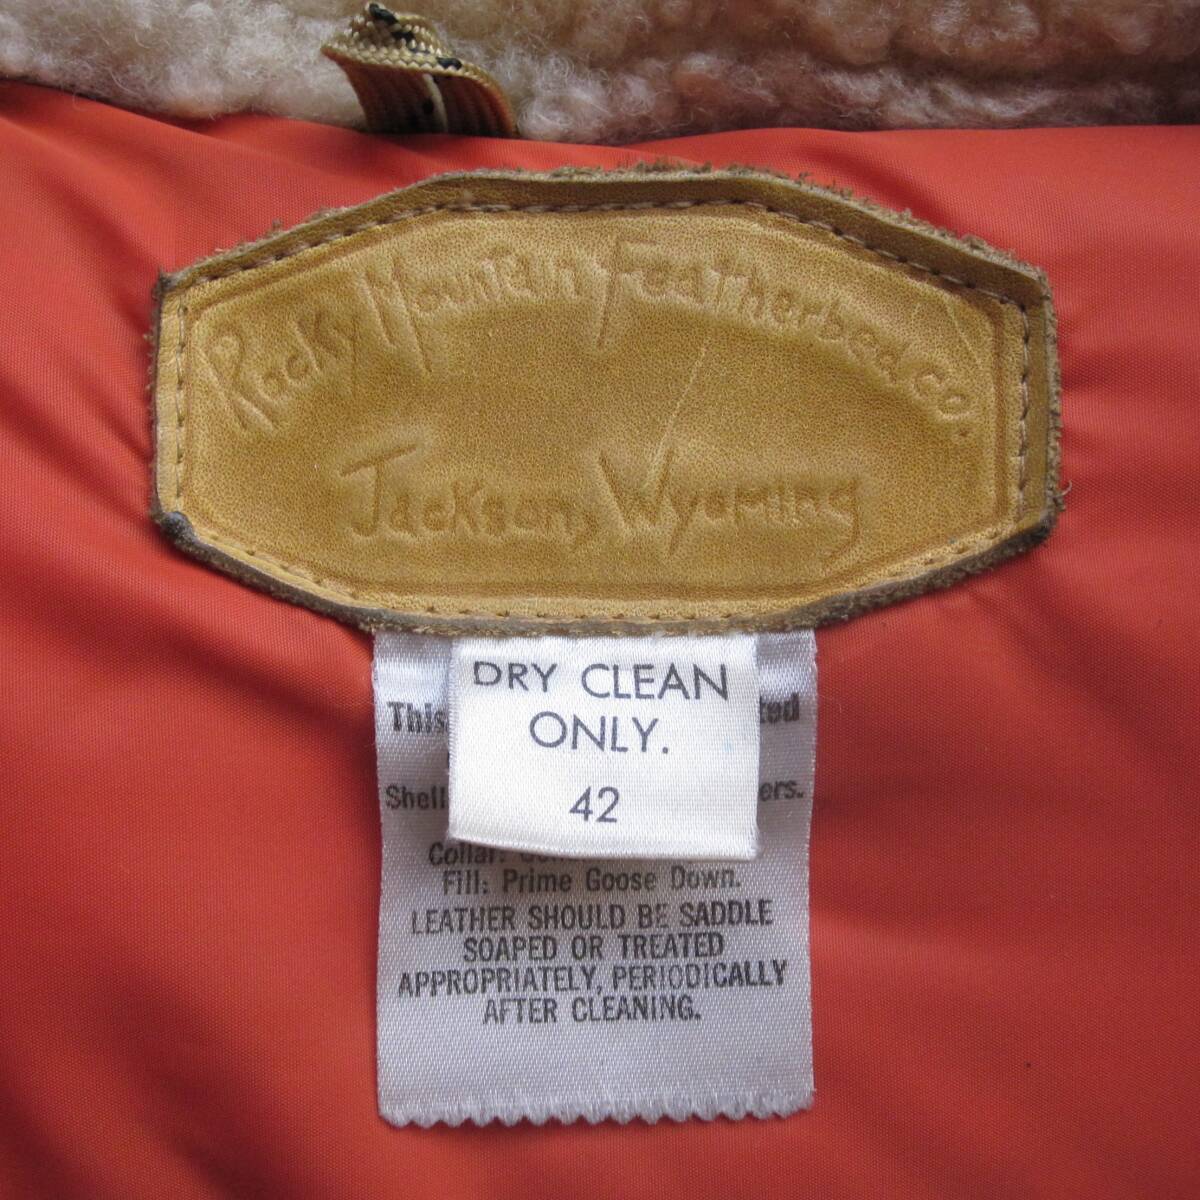 Rocky Mountain Featherbed co.
Jackson, Wyoming
DRY CLEAN
ONLY.
42
This
Shell
Collar:
Fill: Prime Goose Down.
LEATHER SHOULD BE SADDLE
SOAPED OR TREATED
APPROPRIATELY, PERIODICALLY
AFTER CLEANING.